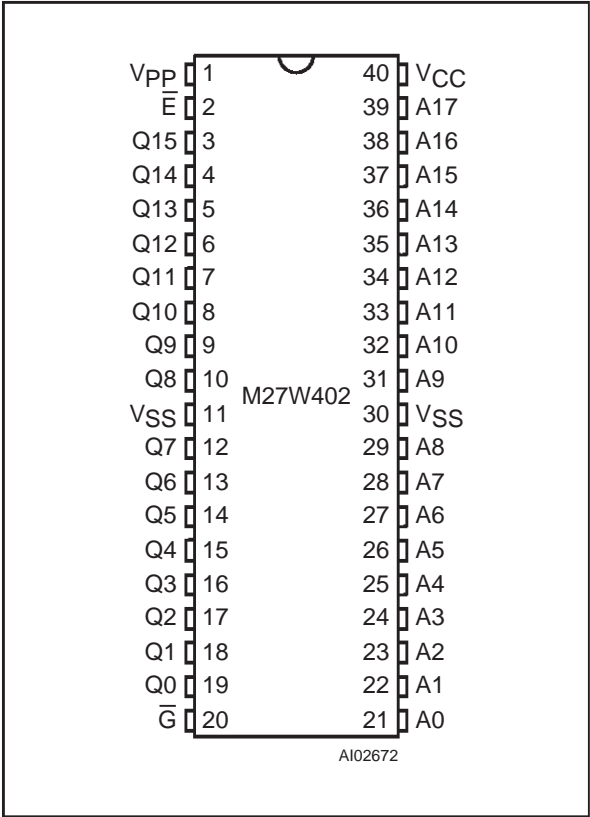 VPP 1 40 VCC
E̅ 2 39 A17
Q15 3 38 A16
Q14 4 37 A15
Q13 5 36 A14
Q12 6 35 A13
Q11 7 34 A12
Q10 8 33 A11
Q9 9 32 A10
Q8 10 31 A9
M27W402
VSS 11 30 VSS
Q7 12 29 A8
Q6 13 28 A7
Q5 14 27 A6
Q4 15 26 A5
Q3 16 25 A4
Q2 17 24 A3
Q1 18 23 A2
Q0 19 22 A1
G̅ 20 21 A0
AI02672